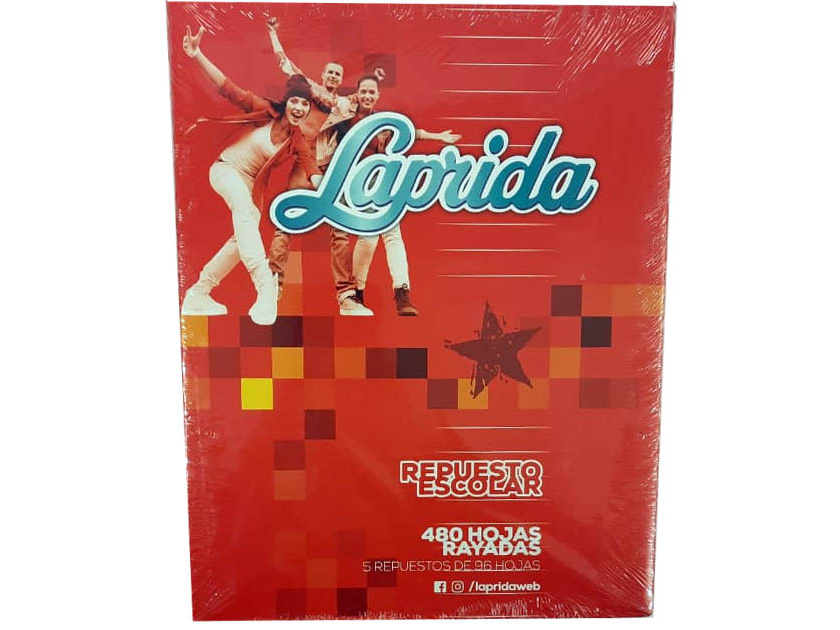 Laprida
REPUESTO
ESCOLAR
480 HOJAS
RAYADAS
5 REPUESTOS DE 96 HOJAS
/lapridaweb